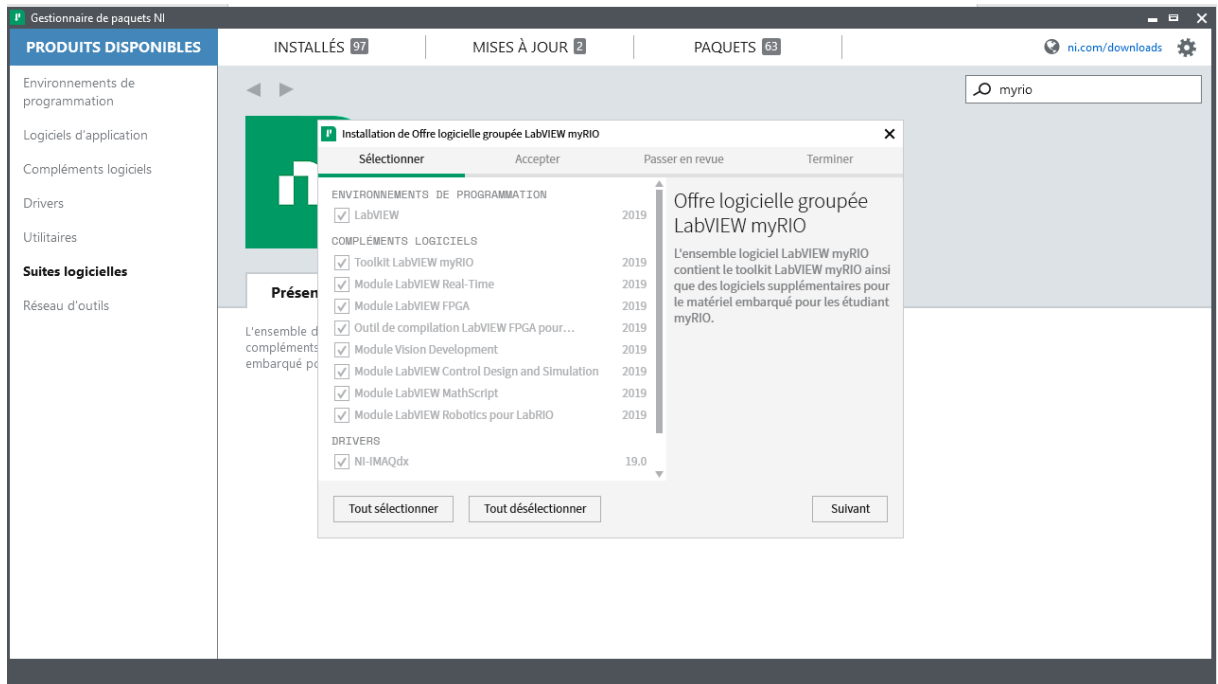 Gestionnaire de paquets NI
PRODUITS DISPONIBLES
INSTALLÉS 97
MISES À JOUR 2
PAQUETS 63
ni.com/downloads
Environnements de
programmation
Logiciels d'application
Compléments logiciels
Drivers
Utilitaires
Suites logicielles
Réseau d'outils
myrio
Présen
L'ensemble d
compléments
embarqué po
Installation de Offre logicielle groupée LabVIEW myRIO
Sélectionner
Accepter
Passer en revue
Terminer
ENVIRONNEMENTS DE PROGRAMMATION
LabVIEW 2019
COMPLÉMENTS LOGICIELS
Toolkit LabVIEW myRIO 2019
Module LabVIEW Real-Time 2019
Module LabVIEW FPGA 2019
Outil de compilation LabVIEW FPGA pour... 2019
Module Vision Development 2019
Module LabVIEW Control Design and Simulation 2019
Module LabVIEW MathScript 2019
Module LabVIEW Robotics pour LabRIO 2019
DRIVERS
NI-IMAQdx 19.0
Offre logicielle groupée
LabVIEW myRIO
L'ensemble logiciel LabVIEW myRIO
contient le toolkit LabVIEW myRIO ainsi
que des logiciels supplémentaires pour
le matériel embarqué pour les étudiant
myRIO.
Tout sélectionner
Tout désélectionner
Suivant